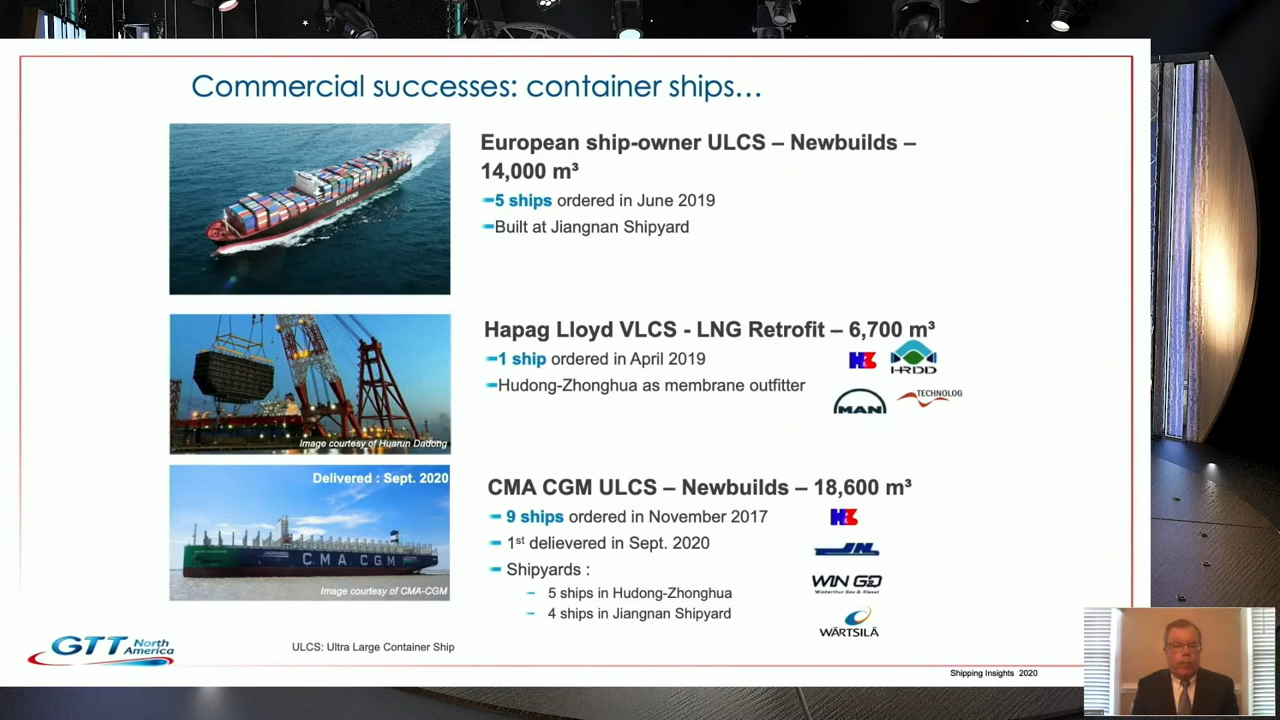 Commercial successes: container ships…
SHIPPING
European ship-owner ULCS – Newbuilds –
14,000 m³
5 ships ordered in June 2019
Built at Jiangnan Shipyard
Image courtesy of Huarun Dadong
Hapag Lloyd VLCS - LNG Retrofit – 6,700 m³
1 ship ordered in April 2019
Hudong-Zhonghua as membrane outfitter
HZ
HRDD
MAN
TECHNOLOG
Delivered : Sept. 2020
CMA CGM
Image courtesy of CMA-CGM
CMA CGM ULCS – Newbuilds – 18,600 m³
9 ships ordered in November 2017
1st delievered in Sept. 2020
Shipyards :
– 5 ships in Hudong-Zhonghua
– 4 ships in Jiangnan Shipyard
HZ
JN
WIN GD
Winterthur Gas & Diesel
WÄRTSILÄ
GTT North
America
ULCS: Ultra Large Container Ship
Shipping Insights 2020